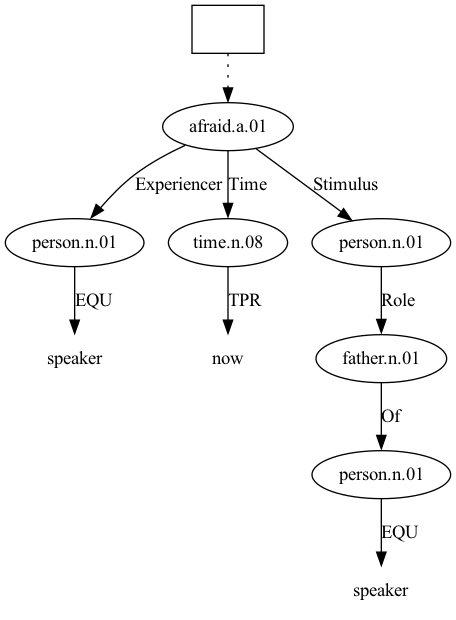 afraid.a.01
Experiencer Time Stimulus
person.n.01 time.n.08 person.n.01
EQU TPR Role
speaker now father.n.01
Of
person.n.01
EQU
speaker